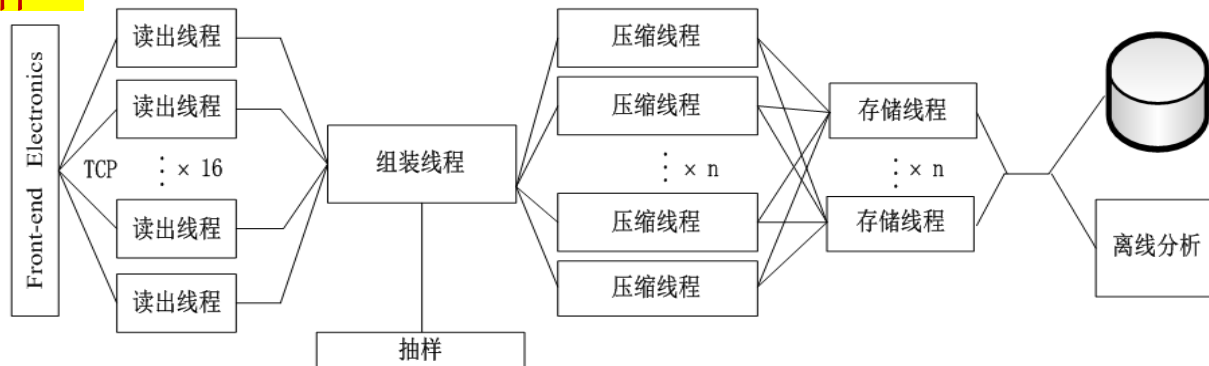 Front-end Electronics
TCP
读出线程
读出线程
⋮ × 16
读出线程
读出线程
组装线程
抽样
压缩线程
压缩线程
⋮ × n
压缩线程
压缩线程
存储线程
⋮ × n
存储线程
离线分析